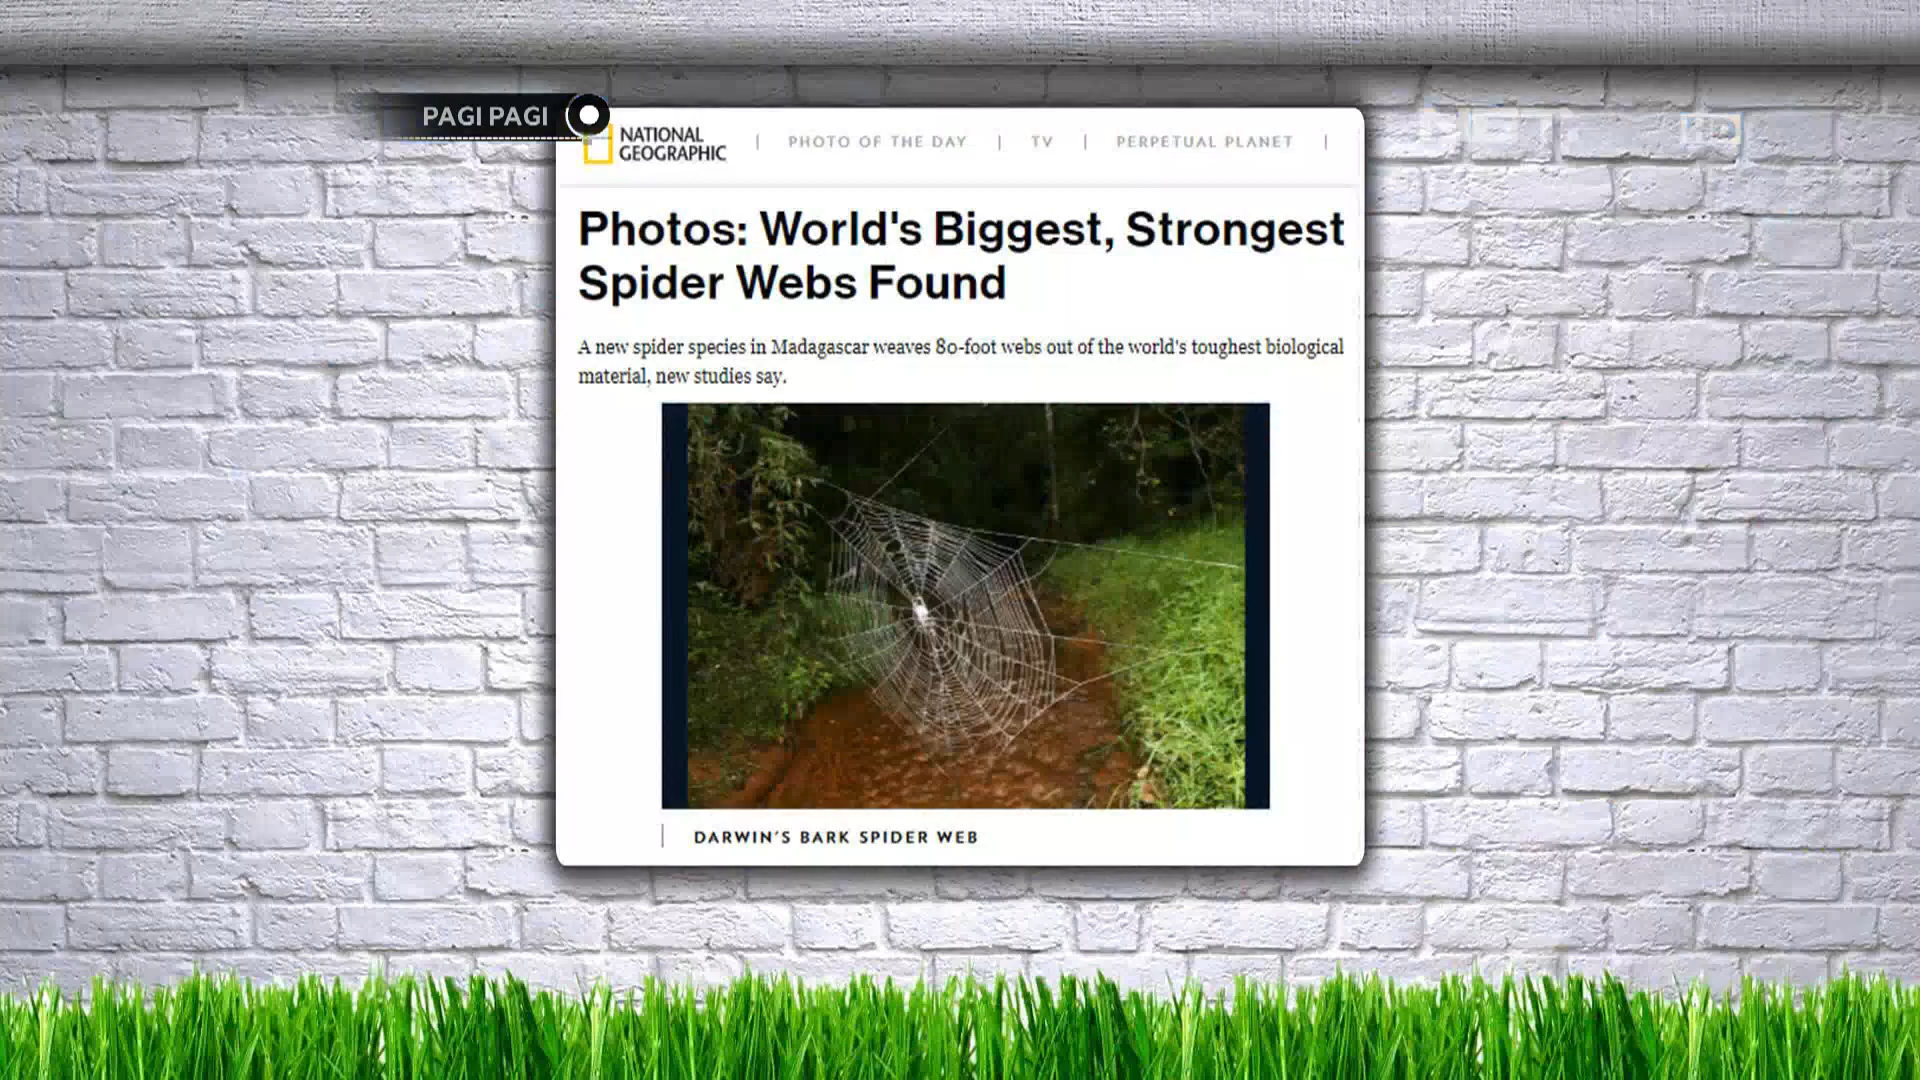 PAGI PAGI
NATIONAL
GEOGRAPHIC
PHOTO OF THE DAY | TV | PERPETUAL PLANET
Photos: World's Biggest, Strongest
Spider Webs Found
A new spider species in Madagascar weaves 80-foot webs out of the world's toughest biological
material, new studies say.
DARWIN'S BARK SPIDER WEB